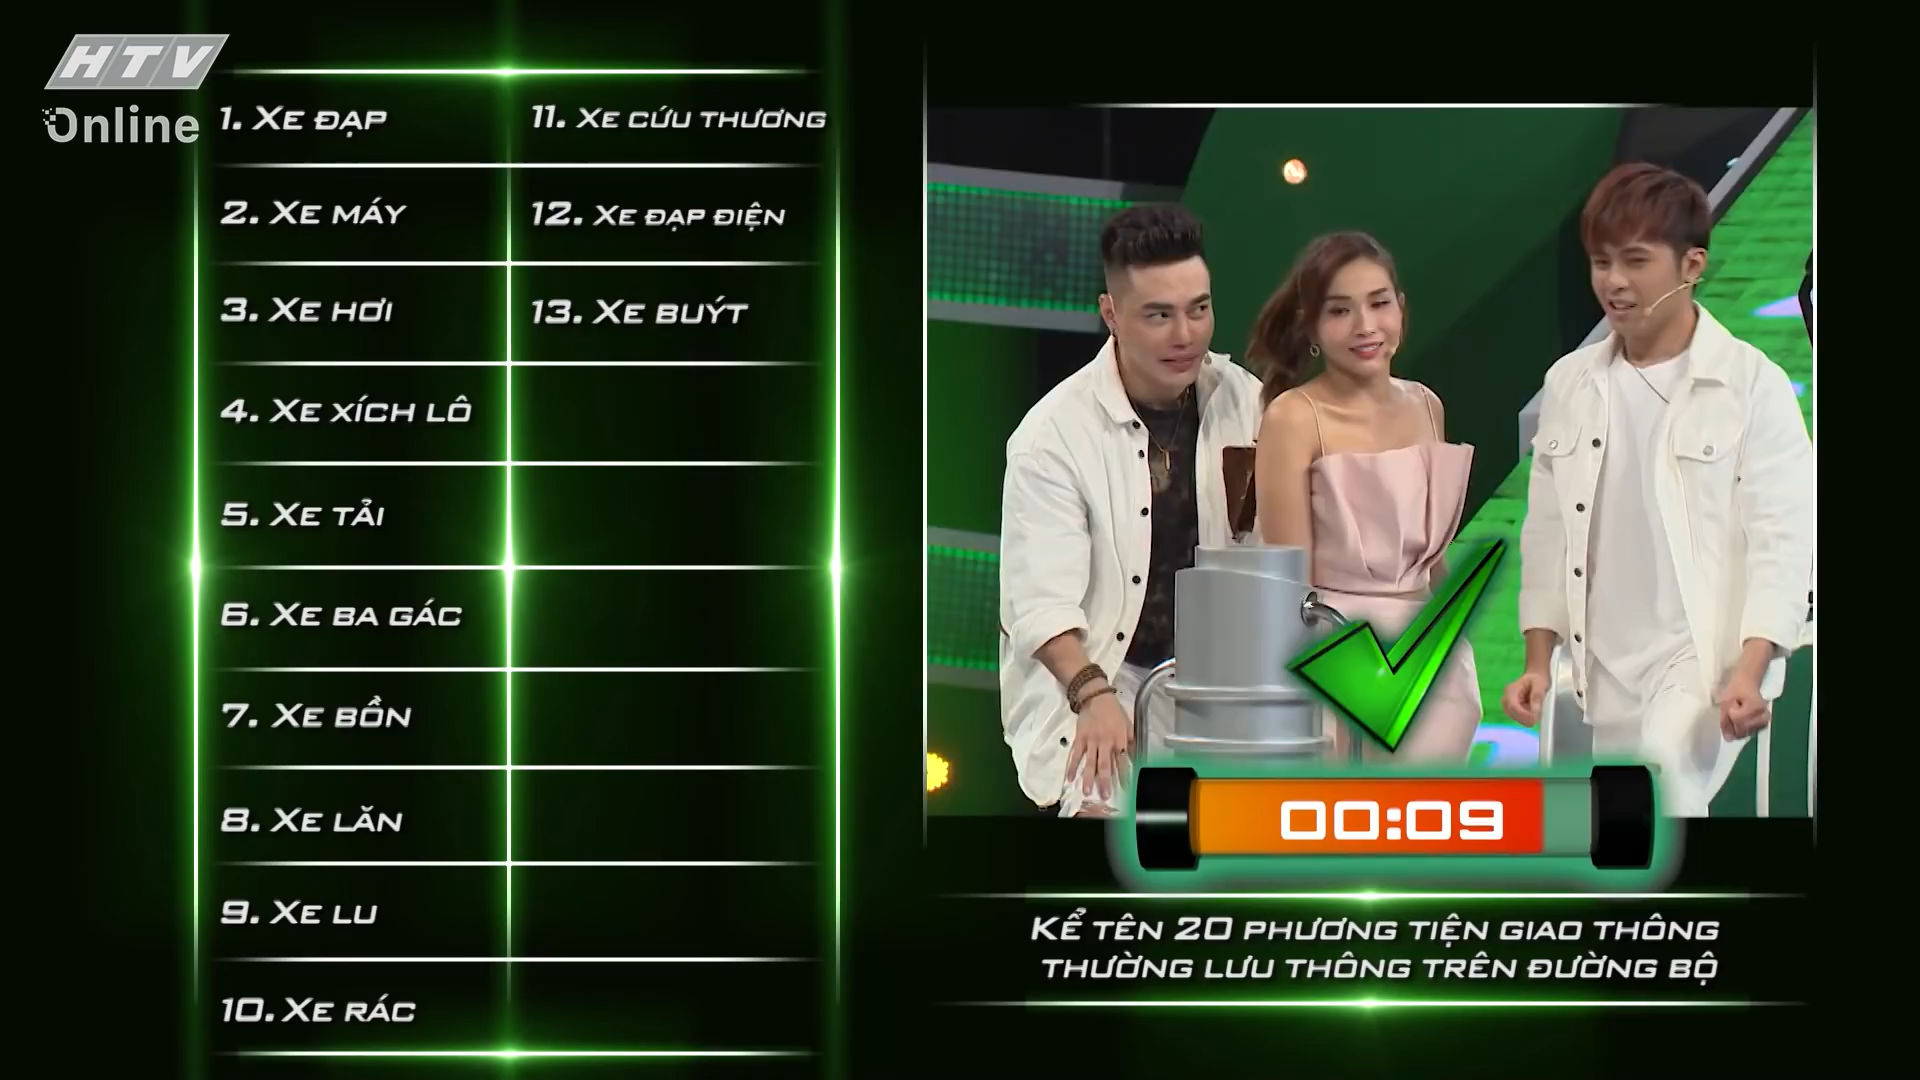 HTV
Online
1. XE ĐẠP
2. XE MÁY
3. XE HƠI
4. XE XÍCH LÔ
5. XE TẢI
6. XE BA GÁC
7. XE BỒN
8. XE LĂN
9. XE LU
10. XE RÁC
11. XE CỨU THƯƠNG
12. XE ĐẠP ĐIỆN
13. XE BUÝT
00:09
KỂ TÊN 20 PHƯƠNG TIỆN GIAO THÔNG
THƯỜNG LƯU THÔNG TRÊN ĐƯỜNG BỘ